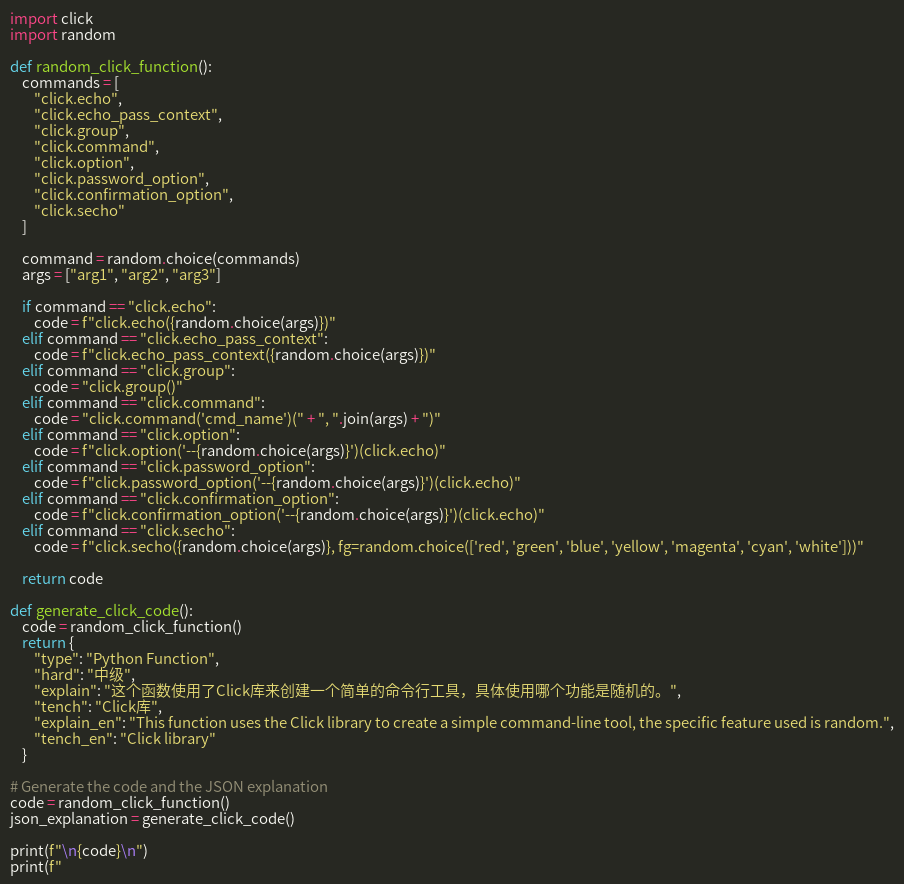 import click
import random

def random_click_function():
    commands = [
        "click.echo",
        "click.echo_pass_context",
        "click.group",
        "click.command",
        "click.option",
        "click.password_option",
        "click.confirmation_option",
        "click.secho"
    ]

    command = random.choice(commands)
    args = ["arg1", "arg2", "arg3"]

    if command == "click.echo":
        code = f"click.echo({random.choice(args)})"
    elif command == "click.echo_pass_context":
        code = f"click.echo_pass_context({random.choice(args)})"
    elif command == "click.group":
        code = "click.group()"
    elif command == "click.command":
        code = "click.command('cmd_name')(" + ", ".join(args) + ")"
    elif command == "click.option":
        code = f"click.option('--{random.choice(args)}')(click.echo)"
    elif command == "click.password_option":
        code = f"click.password_option('--{random.choice(args)}')(click.echo)"
    elif command == "click.confirmation_option":
        code = f"click.confirmation_option('--{random.choice(args)}')(click.echo)"
    elif command == "click.secho":
        code = f"click.secho({random.choice(args)}, fg=random.choice(['red', 'green', 'blue', 'yellow', 'magenta', 'cyan', 'white']))"

    return code

def generate_click_code():
    code = random_click_function()
    return {
        "type": "Python Function",
        "hard": "中级",
        "explain": "这个函数使用了Click库来创建一个简单的命令行工具，具体使用哪个功能是随机的。",
        "tench": "Click库",
        "explain_en": "This function uses the Click library to create a simple command-line tool, the specific feature used is random.",
        "tench_en": "Click library"
    }

# Generate the code and the JSON explanation
code = random_click_function()
json_explanation = generate_click_code()

print(f"\n{code}\n")
print(f"